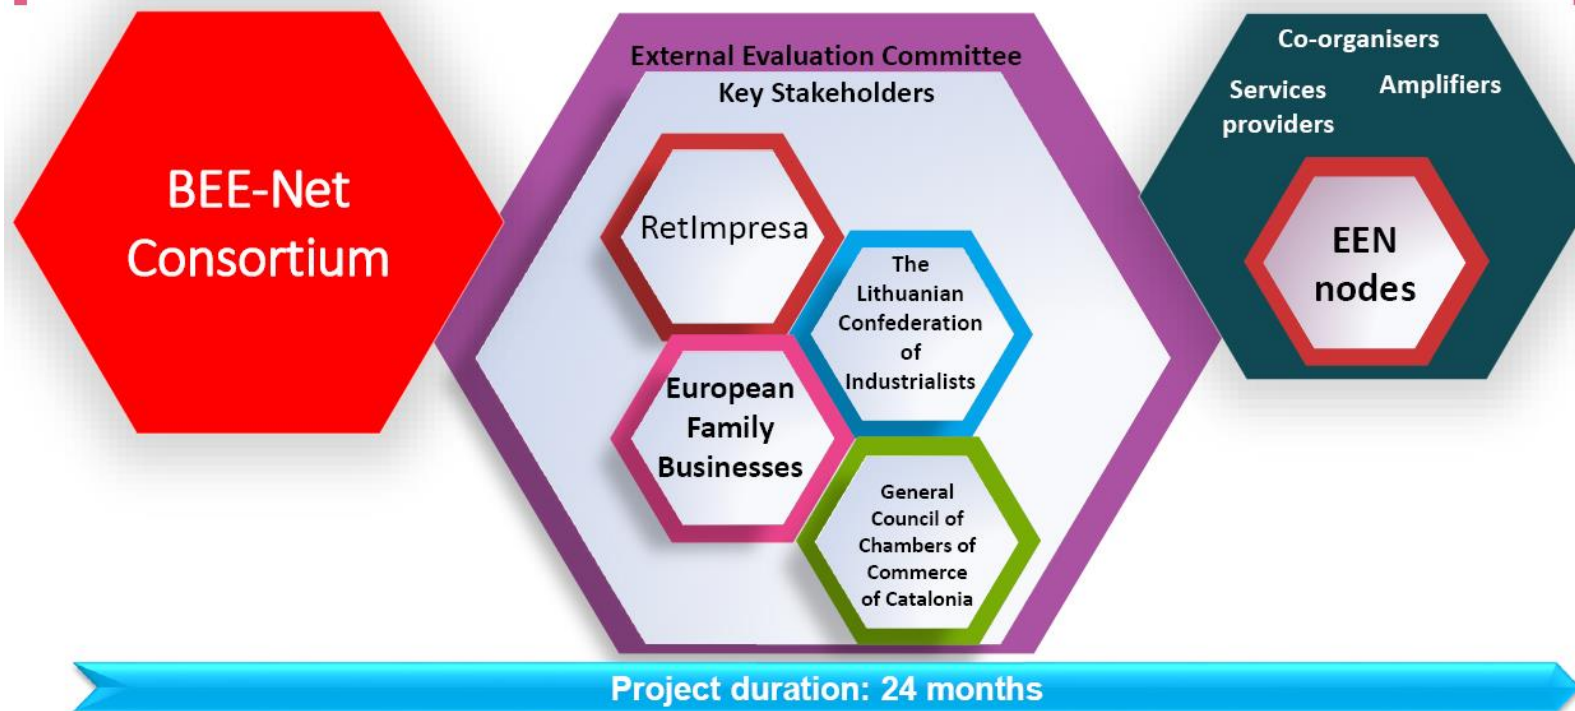 BEE-Net
Consortium
External Evaluation Committee
Key Stakeholders
RetImpresa
The
Lithuanian
Confederation
of
Industrialists
European
Family
Businesses
General
Council of
Chambers of
Commerce
of Catalonia
Co-organisers
Amplifiers
Services
providers
EEN
nodes
Project duration: 24 months